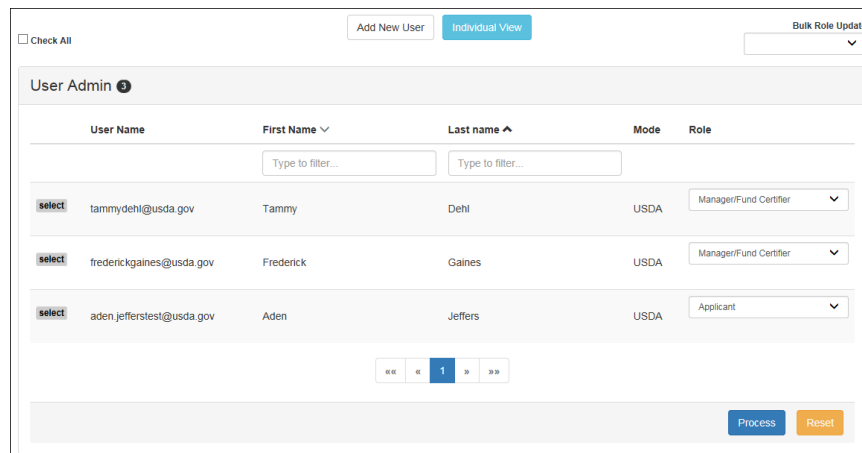 Add New User Individual View Bulk Role Updat
Check All
User Admin 3
User Name First Name Last name Mode Role
Type to filter... Type to filter...
select tammydehl@usda.gov Tammy Dehl USDA Manager/Fund Certifier
select frederickgaines@usda.gov Frederick Gaines USDA Manager/Fund Certifier
select aden.jefferstest@usda.gov Aden Jeffers USDA Applicant
«« « 1 » »»
Process Reset